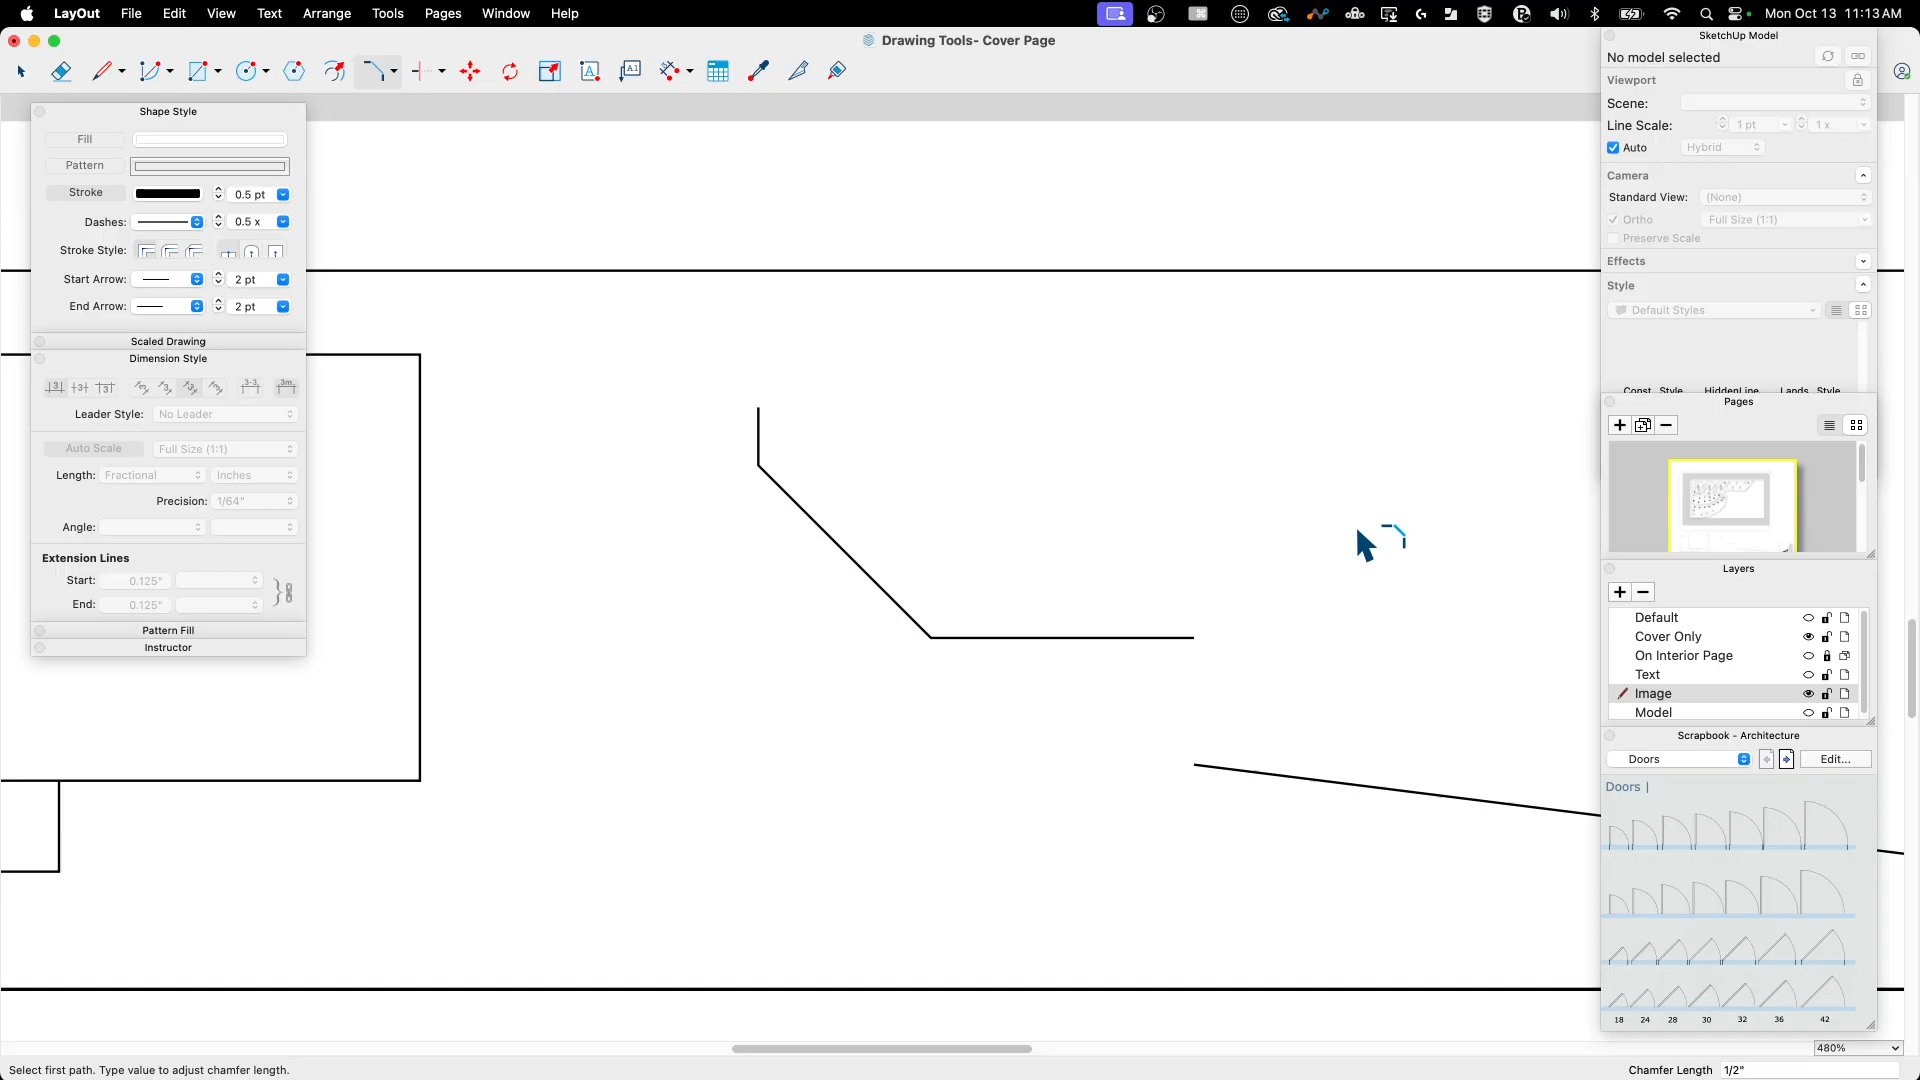 LayOut File Edit View Text Arrange Tools Pages Window Help
Mon Oct 13 11:13 AM
Drawing Tools- Cover Page
Shape Style
Fill
Pattern
Stroke 0.5 pt
Dashes: 0.5 x
Stroke Style:
Start Arrow: 2 pt
End Arrow: 2 pt
Scaled Drawing
Dimension Style
Leader Style: No Leader
Auto Scale Full Size (1:1)
Length: Fractional Inches
Precision: 1/64"
Angle:
Extension Lines
Start: 0.125"
End: 0.125"
Pattern Fill
Instructor
SketchUp Model
No model selected
Viewport
Scene:
Line Scale: 1 pt 1 x
Auto Hybrid
Camera
Standard View: (None)
Ortho Full Size (1:1)
Preserve Scale
Effects
Style
Default Styles
Const_Style HiddenLine Lands_Style
Pages
Layers
Default
Cover Only
On Interior Page
Text
Image
Model
Scrapbook - Architecture
Doors Edit...
Doors |
18 24 28 30 32 36 42
480%
Select first path. Type value to adjust chamfer length.
Chamfer Length 1/2"